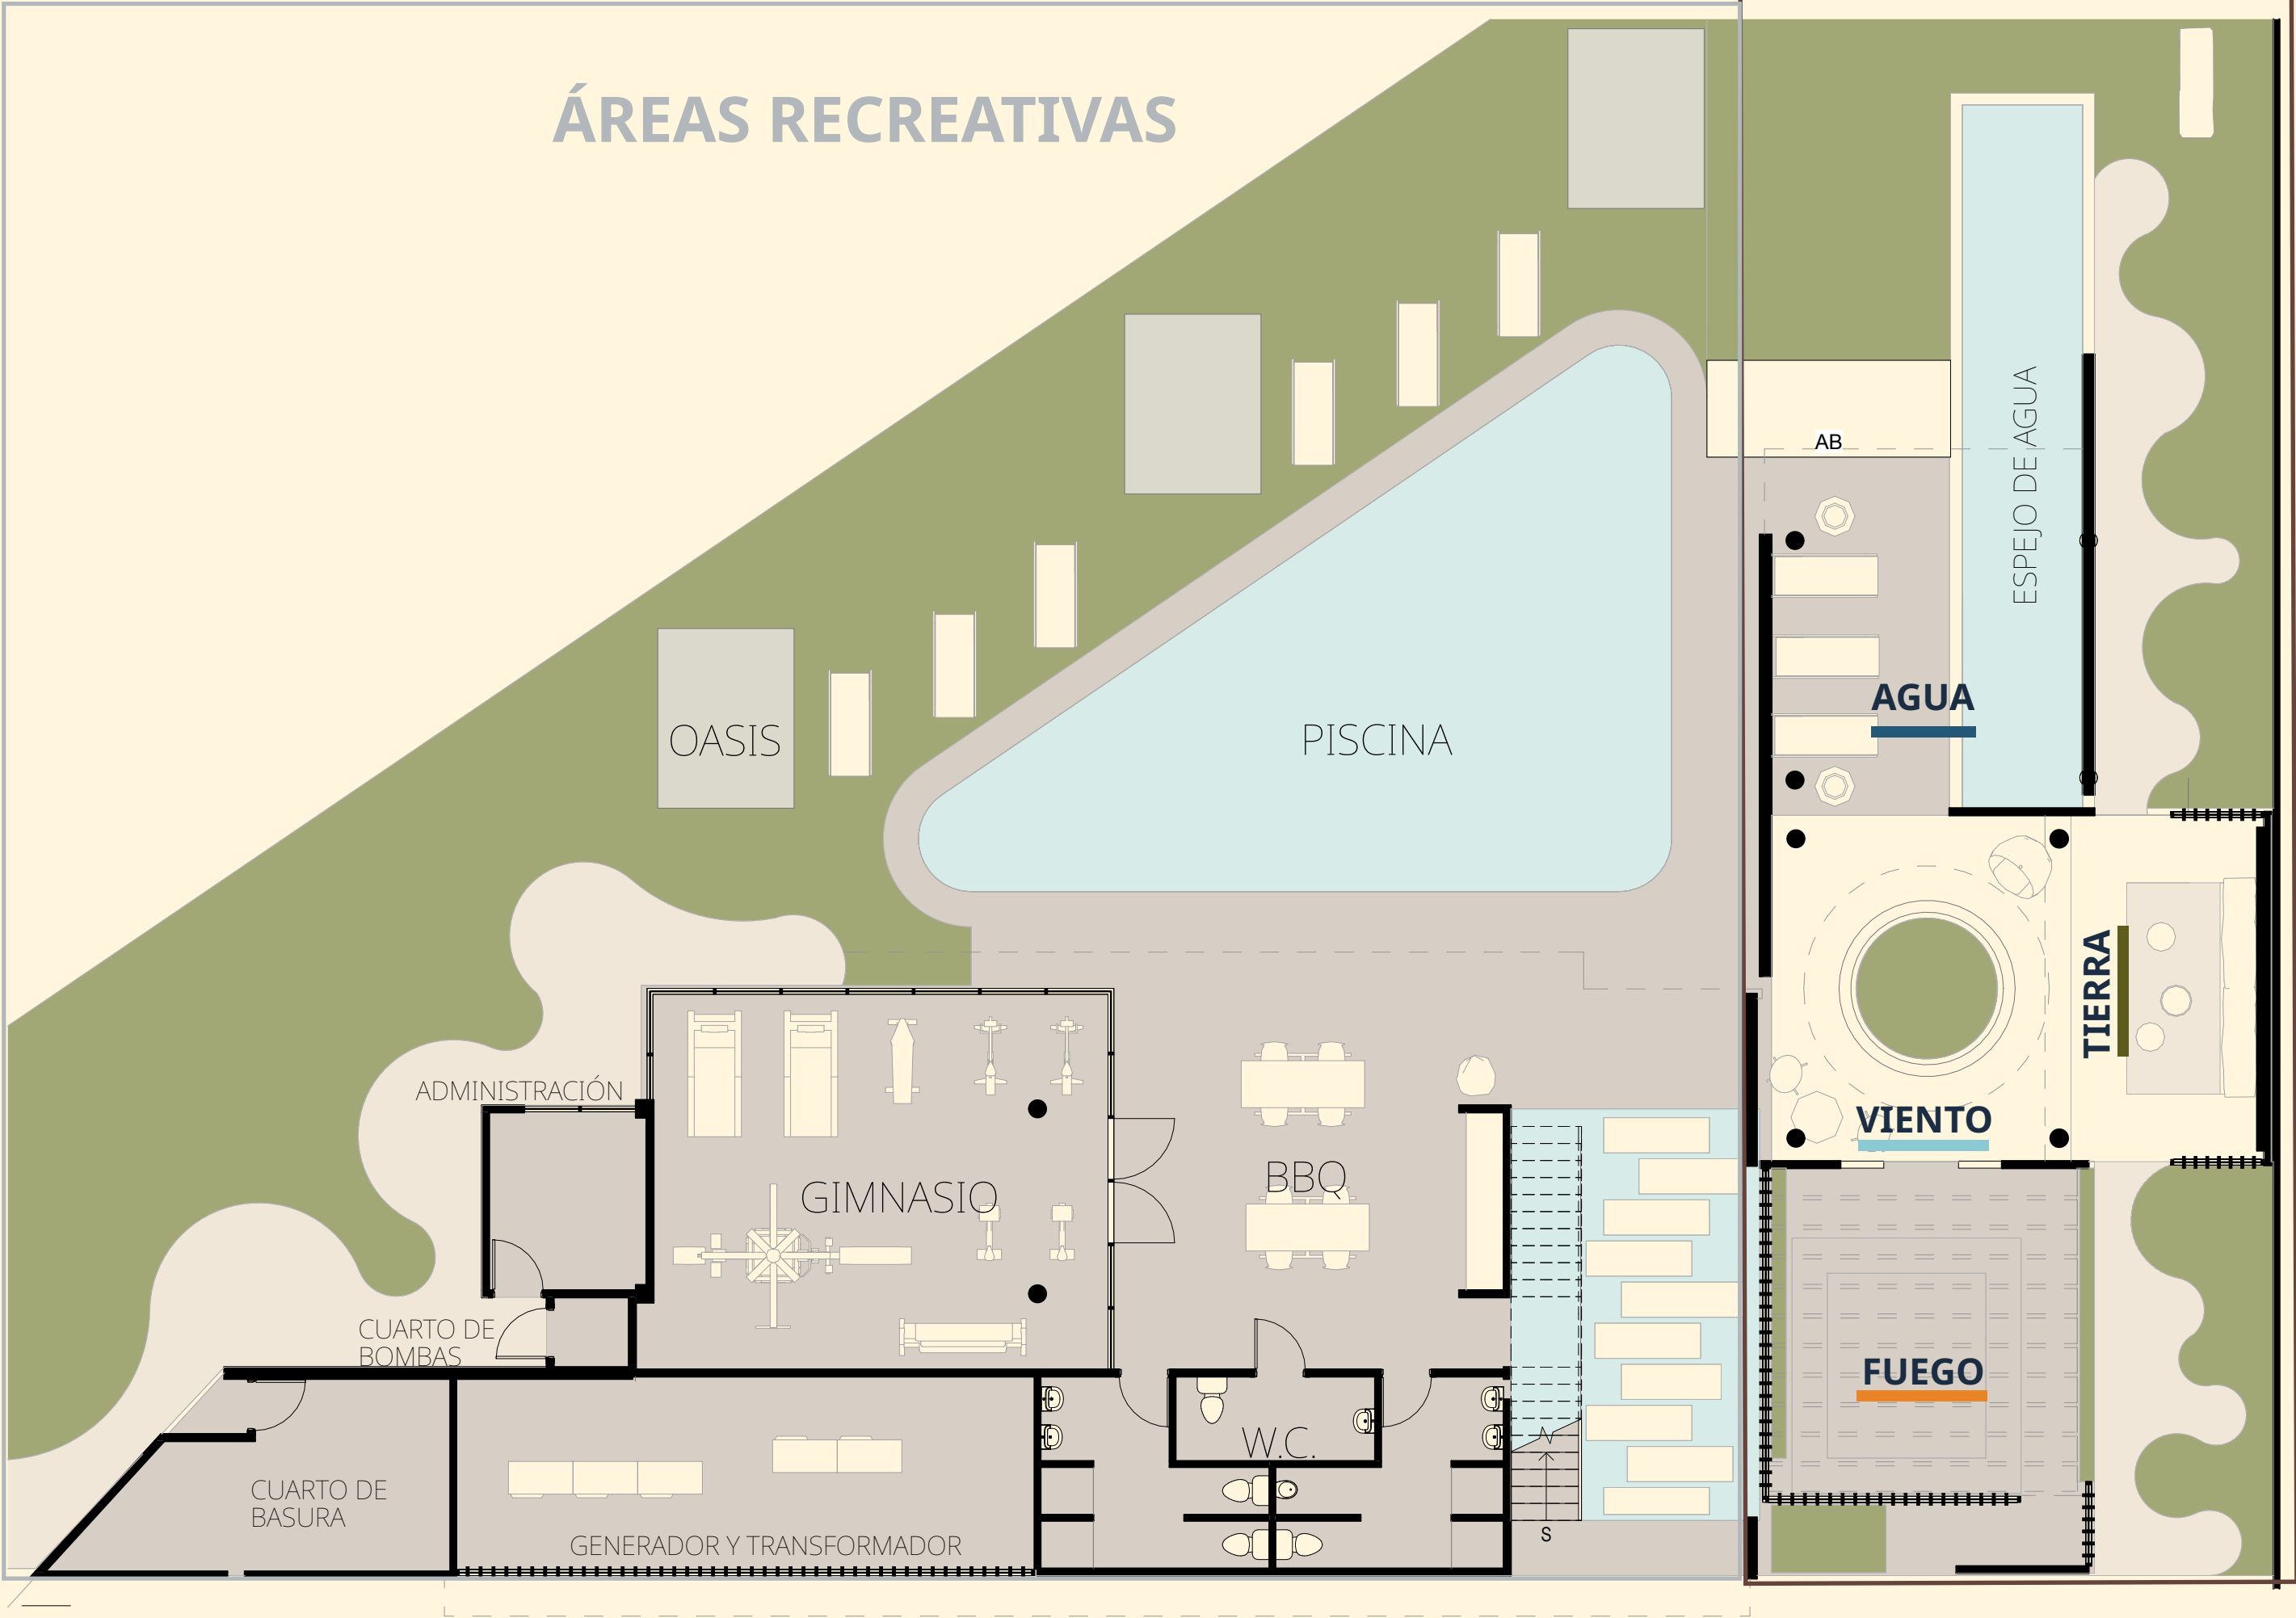 ÁREAS RECREATIVAS
AB
ESPEJO DE AGUA
AGUA
OASIS
PISCINA
TIERRA
ADMINISTRACIÓN
VIENTO
GIMNASIO
BBQ
CUARTO DE
BOMBAS
FUEGO
W.C.
N
CUARTO DE
BASURA
GENERADOR Y TRANSFORMADOR
S